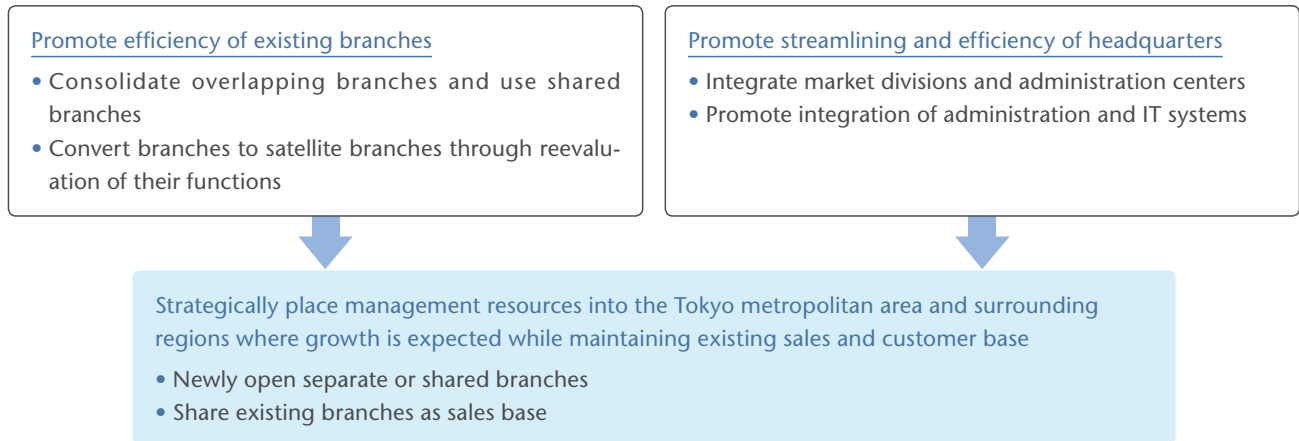 Promote efficiency of existing branches
• Consolidate overlapping branches and use shared
branches
• Convert branches to satellite branches through reevalu-
ation of their functions
Promote streamlining and efficiency of headquarters
• Integrate market divisions and administration centers
• Promote integration of administration and IT systems
Strategically place management resources into the Tokyo metropolitan area and surrounding
regions where growth is expected while maintaining existing sales and customer base
• Newly open separate or shared branches
• Share existing branches as sales base